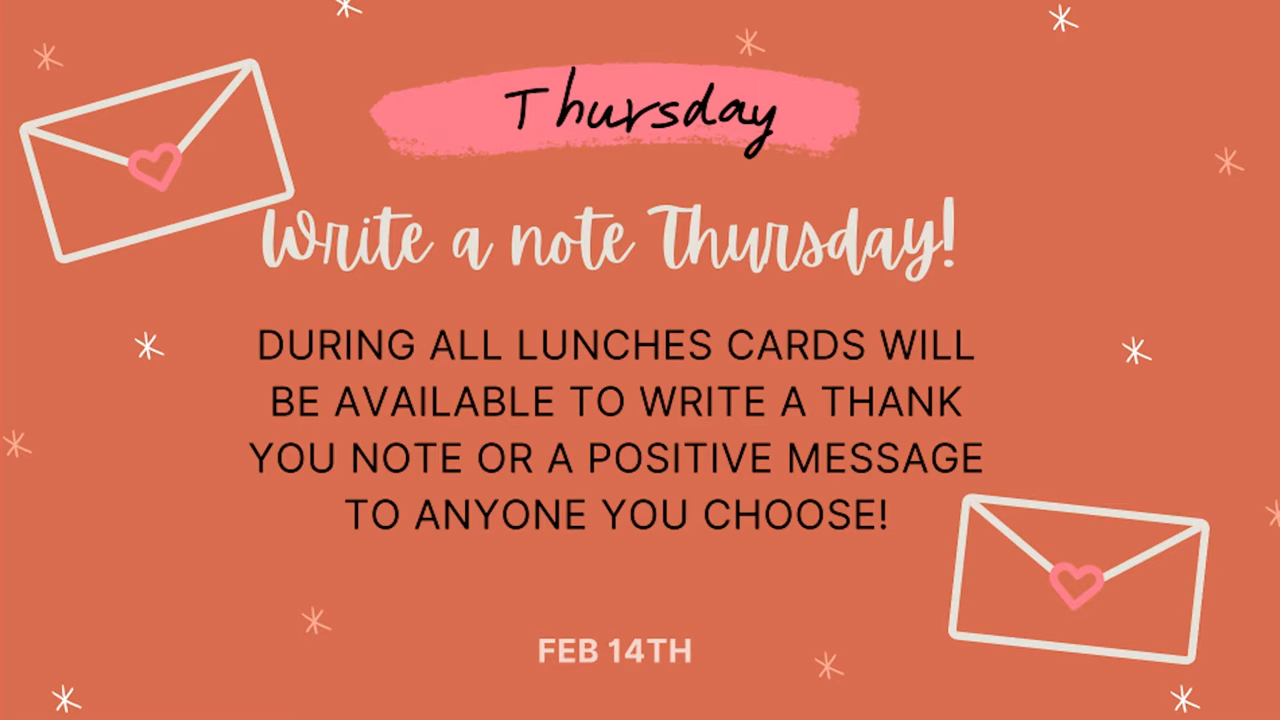 Thursday
Write a note Thursday!
DURING ALL LUNCHES CARDS WILL
BE AVAILABLE TO WRITE A THANK
YOU NOTE OR A POSITIVE MESSAGE
TO ANYONE YOU CHOOSE!
FEB 14TH